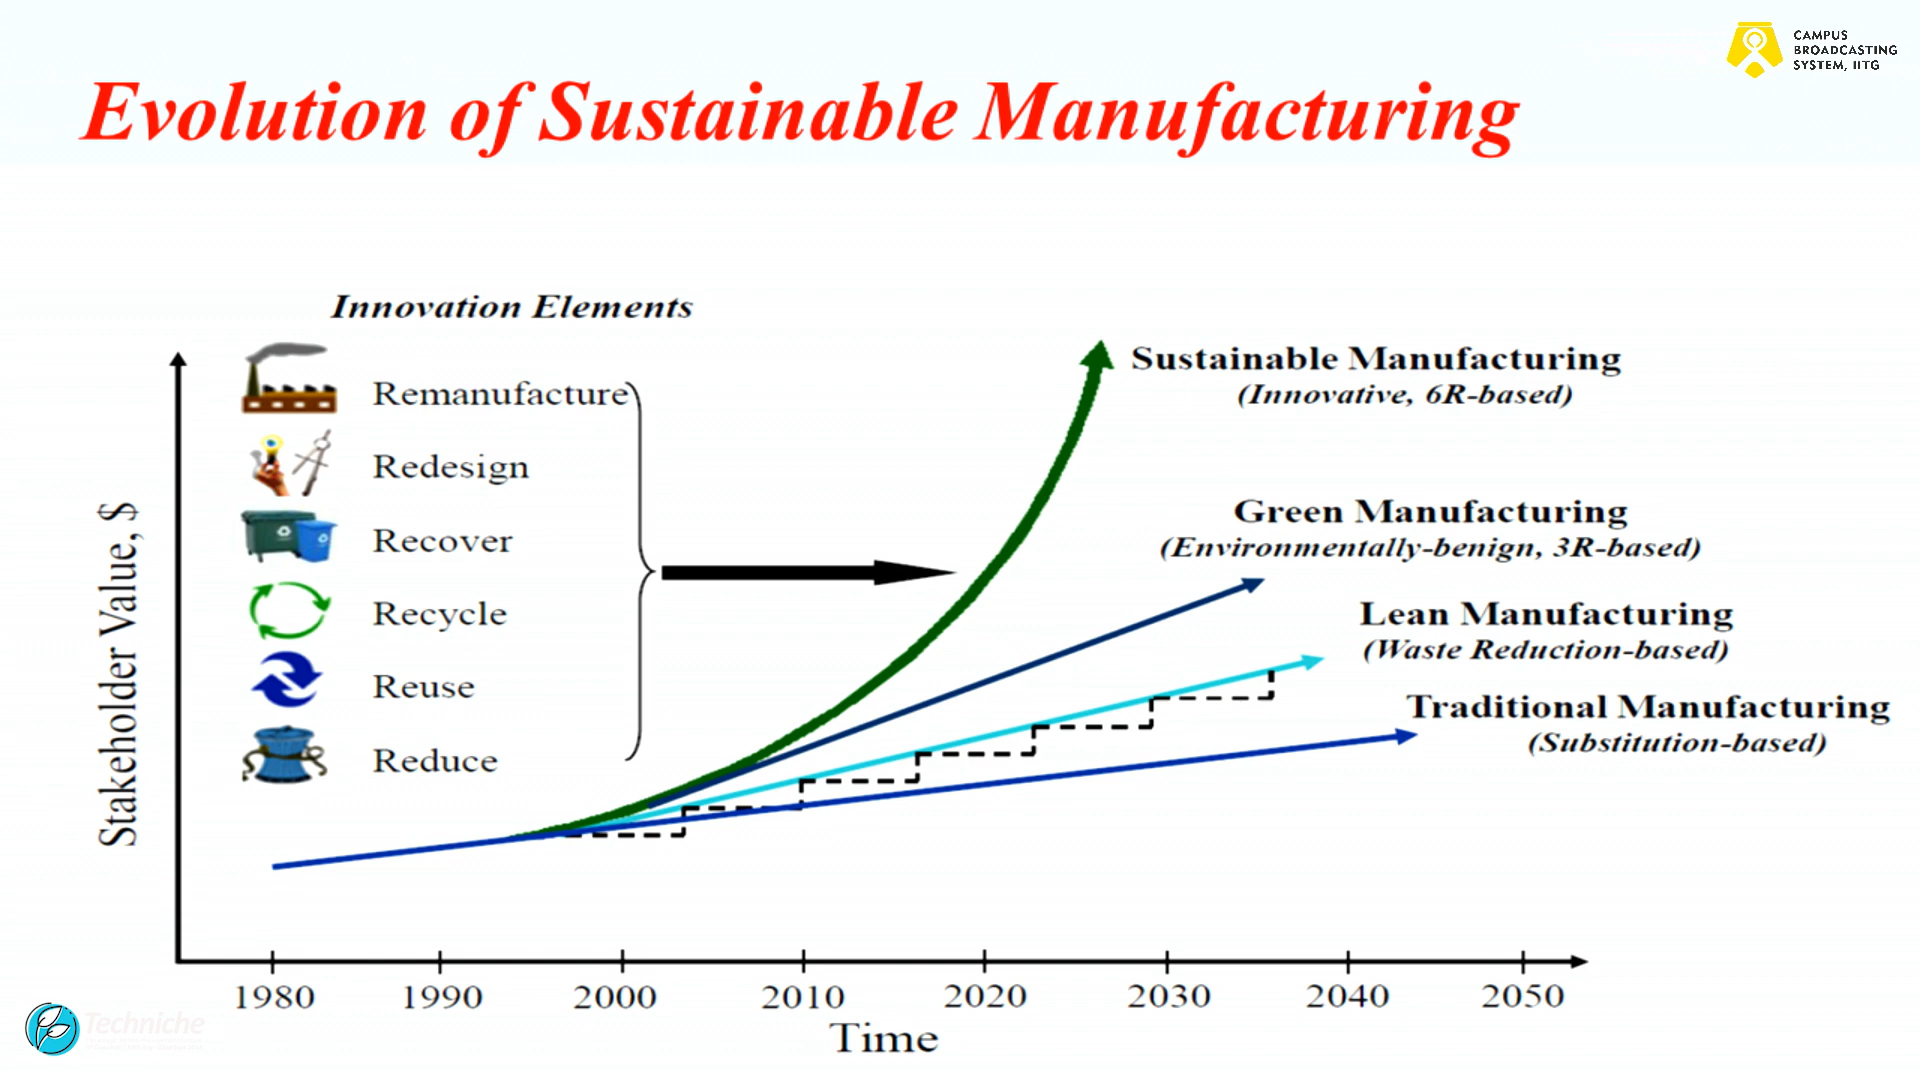 CAMPUS
BROADCASTING
SYSTEM, IITG
Evolution of Sustainable Manufacturing
Innovation Elements
Remanufacture
Redesign
Recover
Recycle
Reuse
Reduce
Sustainable Manufacturing
(Innovative, 6R-based)
Green Manufacturing
(Environmentally-benign, 3R-based)
Lean Manufacturing
(Waste Reduction-based)
Traditional Manufacturing
(Substitution-based)
Stakeholder Value, $
1980 1990 2000 2010 2020 2030 2040 2050
Time
Techniche